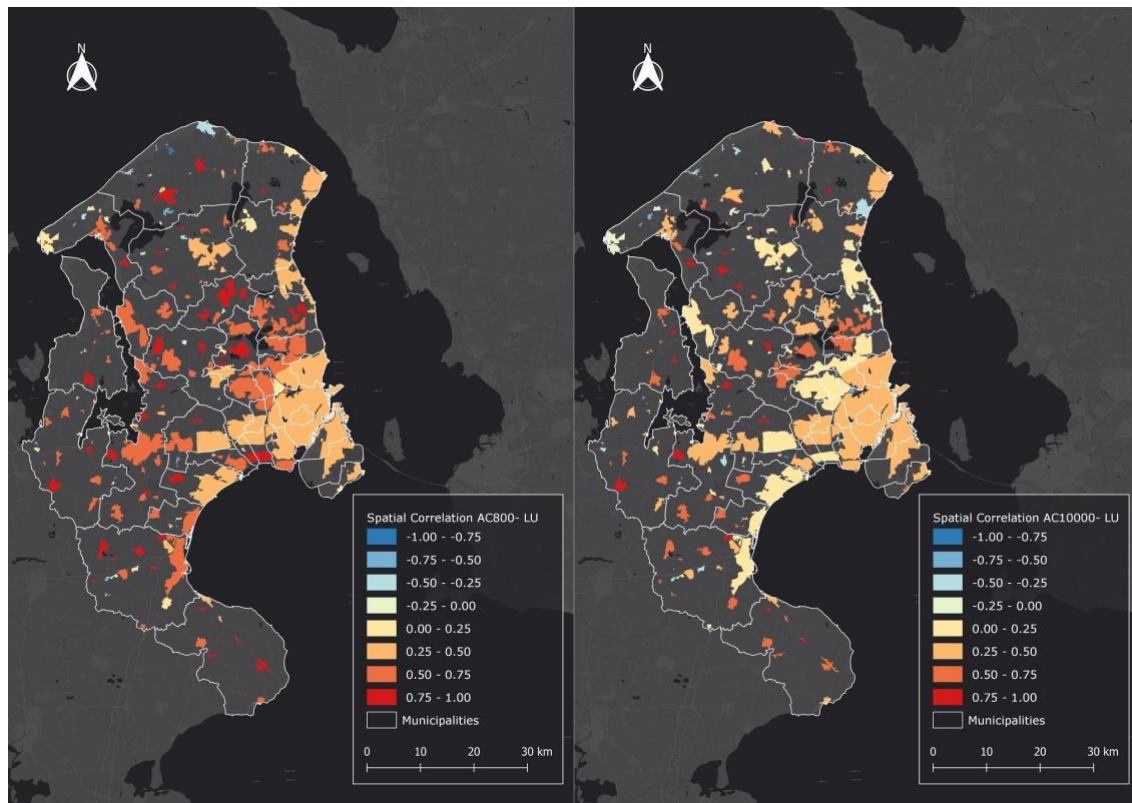 N
Spatial Correlation AC800- LU
-1.00 - -0.75
-0.75 - -0.50
-0.50 - -0.25
-0.25 - 0.00
0.00 - 0.25
0.25 - 0.50
0.50 - 0.75
0.75 - 1.00
Municipalities
0 10 20 30 km
N
Spatial Correlation AC10000- LU
-1.00 - -0.75
-0.75 - -0.50
-0.50 - -0.25
-0.25 - 0.00
0.00 - 0.25
0.25 - 0.50
0.50 - 0.75
0.75 - 1.00
Municipalities
0 10 20 30 km